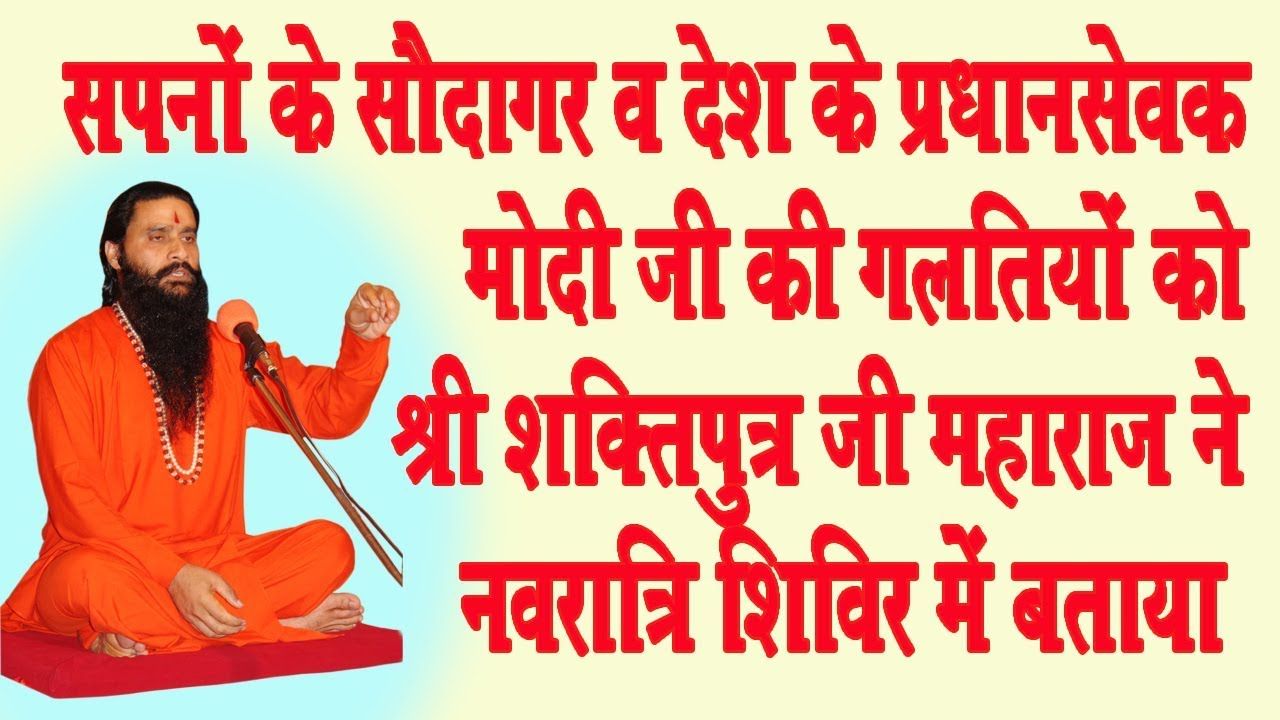 सपनों के सौदागर व देश के प्रधानसेवक
मोदी जी की गलतियों को
श्री शक्तिपुत्र जी महाराज ने
नवरात्रि शिविर में बताया